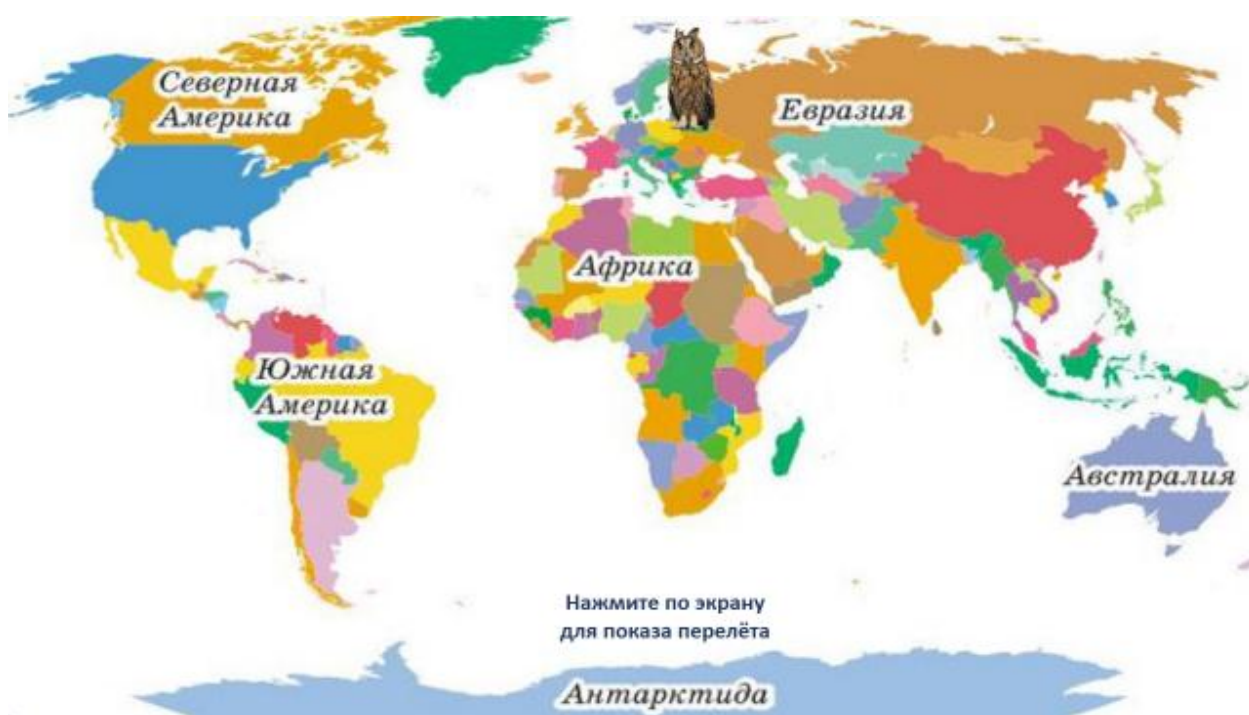 Северная
Америка
Евразия
Африка
Южная
Америка
Австралия
Нажмите по экрану
для показа перелёта
Антарктида